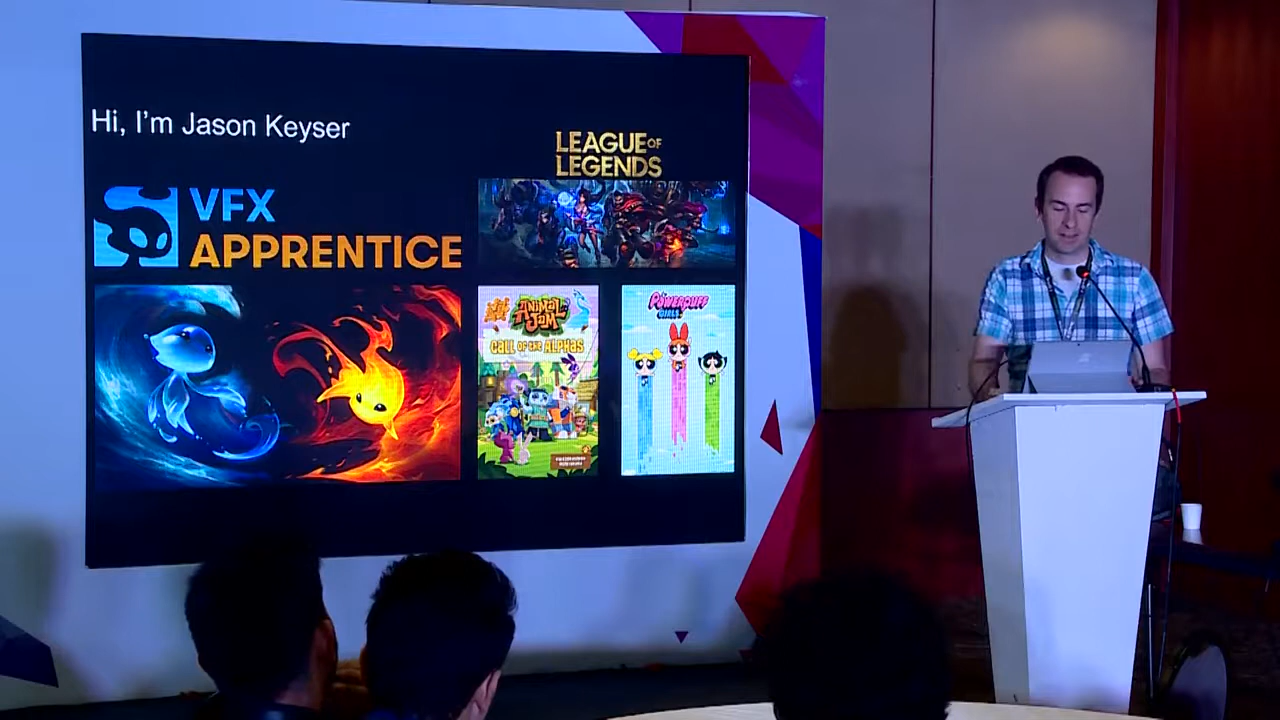 Hi, I'm Jason Keyser
LEAGUE OF
LEGENDS
VFX
APPRENTICE
ANIMAL
JAM
CALL OF THE ALPHAS
POWERPUFF
GIRLS